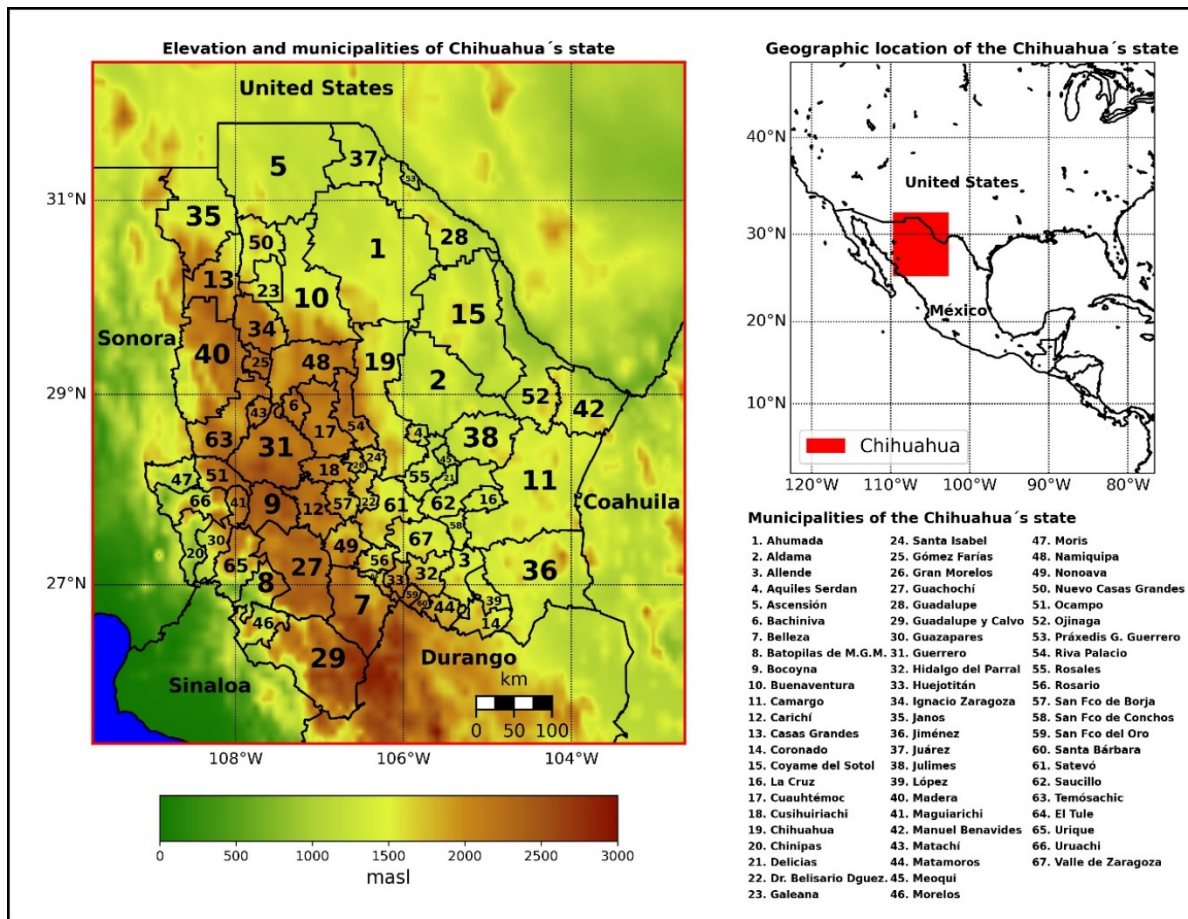 Elevation and municipalities of Chihuahua´s state
United States
5
37
53
31°N
35
50
1
28
13
23
10
15
34
Sonora
40
25
48
19
2
29°N
52
42
43
6
17
54
4
38
63
31
45
24
26
18
47
51
55
21
11
66
41
9
12
57
22
61
62
16
Coahuila
58
30
20
49
67
65
56
3
27°N
8
27
33
32
36
7
59
60
44
39
14
46
29
Durango
Sinaloa
km
0 50 100
108°W 106°W 104°W
0 500 1000 1500 2000 2500 3000
masl
Geographic location of the Chihuahua´s state
40°N
United States
30°N
México
20°N
10°N
Chihuahua
120°W 110°W 100°W 90°W 80°W
Municipalities of the Chihuahua´s state
1. Ahumada
2. Aldama
3. Allende
4. Aquiles Serdan
5. Ascensión
6. Bachiniva
7. Belleza
8. Batopilas de M.G.M.
9. Bocoyna
10. Buenaventura
11. Camargo
12. Carichí
13. Casas Grandes
14. Coronado
15. Coyame del Sotol
16. La Cruz
17. Cuauhtémoc
18. Cusihuiriachi
19. Chihuahua
20. Chinipas
21. Delicias
22. Dr. Belisario Dguez.
23. Galeana
24. Santa Isabel
25. Gómez Farías
26. Gran Morelos
27. Guachochí
28. Guadalupe
29. Guadalupe y Calvo
30. Guazapares
31. Guerrero
32. Hidalgo del Parral
33. Huejotitán
34. Ignacio Zaragoza
35. Janos
36. Jiménez
37. Juárez
38. Julimes
39. López
40. Madera
41. Maguiarichi
42. Manuel Benavides
43. Matachí
44. Matamoros
45. Meoqui
46. Morelos
47. Moris
48. Namiquipa
49. Nonoava
50. Nuevo Casas Grandes
51. Ocampo
52. Ojinaga
53. Práxedis G. Guerrero
54. Riva Palacio
55. Rosales
56. Rosario
57. San Fco de Borja
58. San Fco de Conchos
59. San Fco del Oro
60. Santa Bárbara
61. Satevó
62. Saucillo
63. Temósachic
64. El Tule
65. Urique
66. Uruachi
67. Valle de Zaragoza